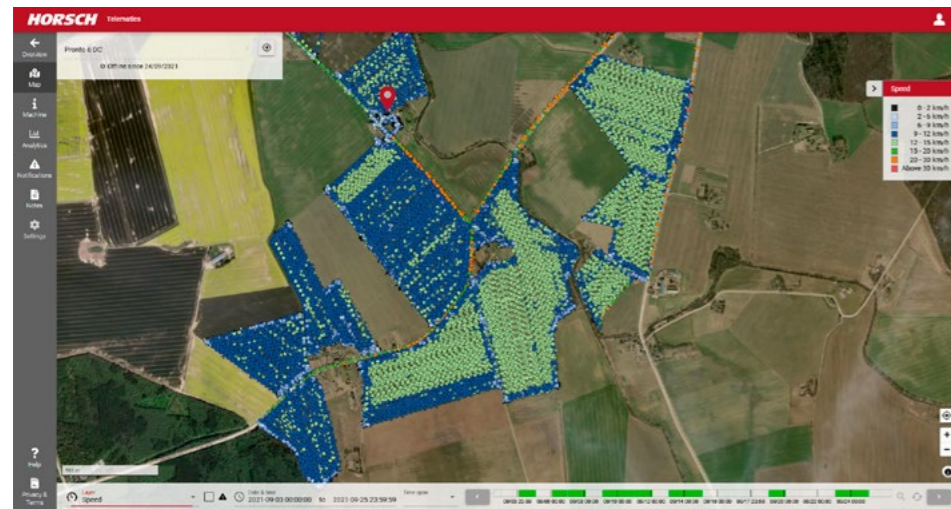 HORSCH Telematics
Overview
Map
Machine
Analytics
Notifications
Notes
Settings
Help
Privacy & Terms
Pronto 6 DC
Offline since 24/09/2021
Speed
0 - 2 km/h
2 - 6 km/h
6 - 9 km/h
9 - 12 km/h
12 - 15 km/h
15 - 20 km/h
20 - 30 km/h
Above 30 km/h
Layer
Speed
Date & time
2021-09-03 00:00:00 to 2021-09-25 23:59:59
Time span